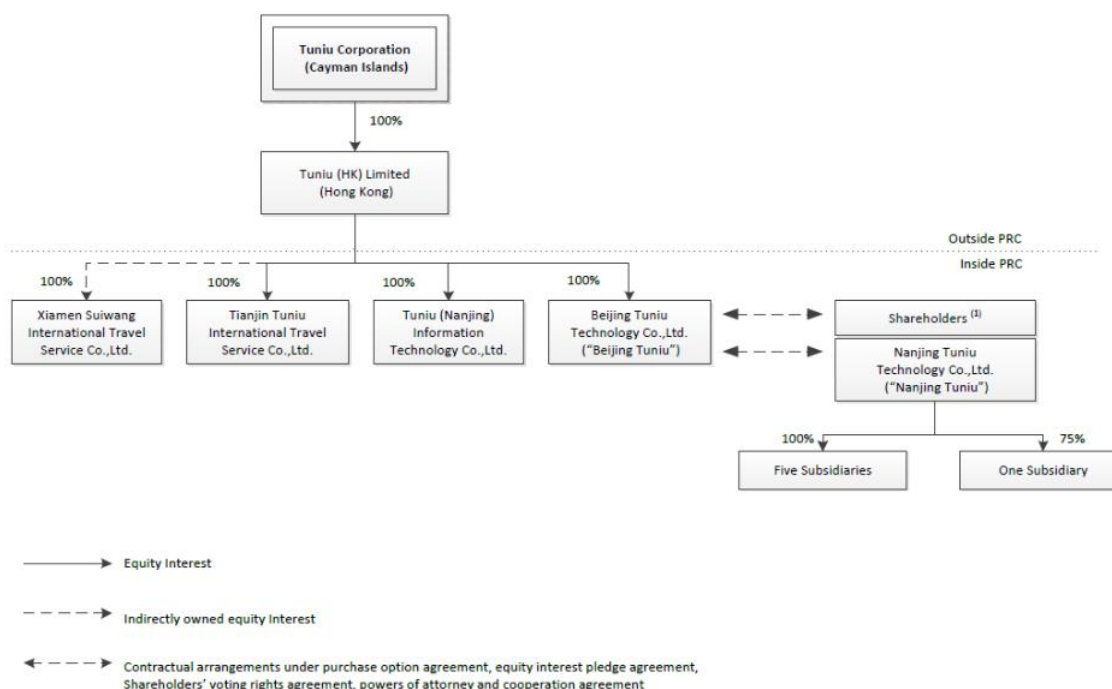 Tuniu Corporation
(Cayman Islands)
100%
Tuniu (HK) Limited
(Hong Kong)
Outside PRC
Inside PRC
100%
100%
100%
100%
Xiamen Suiwang
International Travel
Service Co.,Ltd.
Tianjin Tuniu
International Travel
Service Co.,Ltd.
Tuniu (Nanjing)
Information
Technology Co.,Ltd.
Beijing Tuniu
Technology Co.,Ltd.
("Beijing Tuniu")
Shareholders (1)
Nanjing Tuniu
Technology Co.,Ltd.
("Nanjing Tuniu")
100%
75%
Five Subsidiaries
One Subsidiary
Equity Interest
Indirectly owned equity Interest
Contractual arrangements under purchase option agreement, equity interest pledge agreement,
Shareholders' voting rights agreement, powers of attorney and cooperation agreement